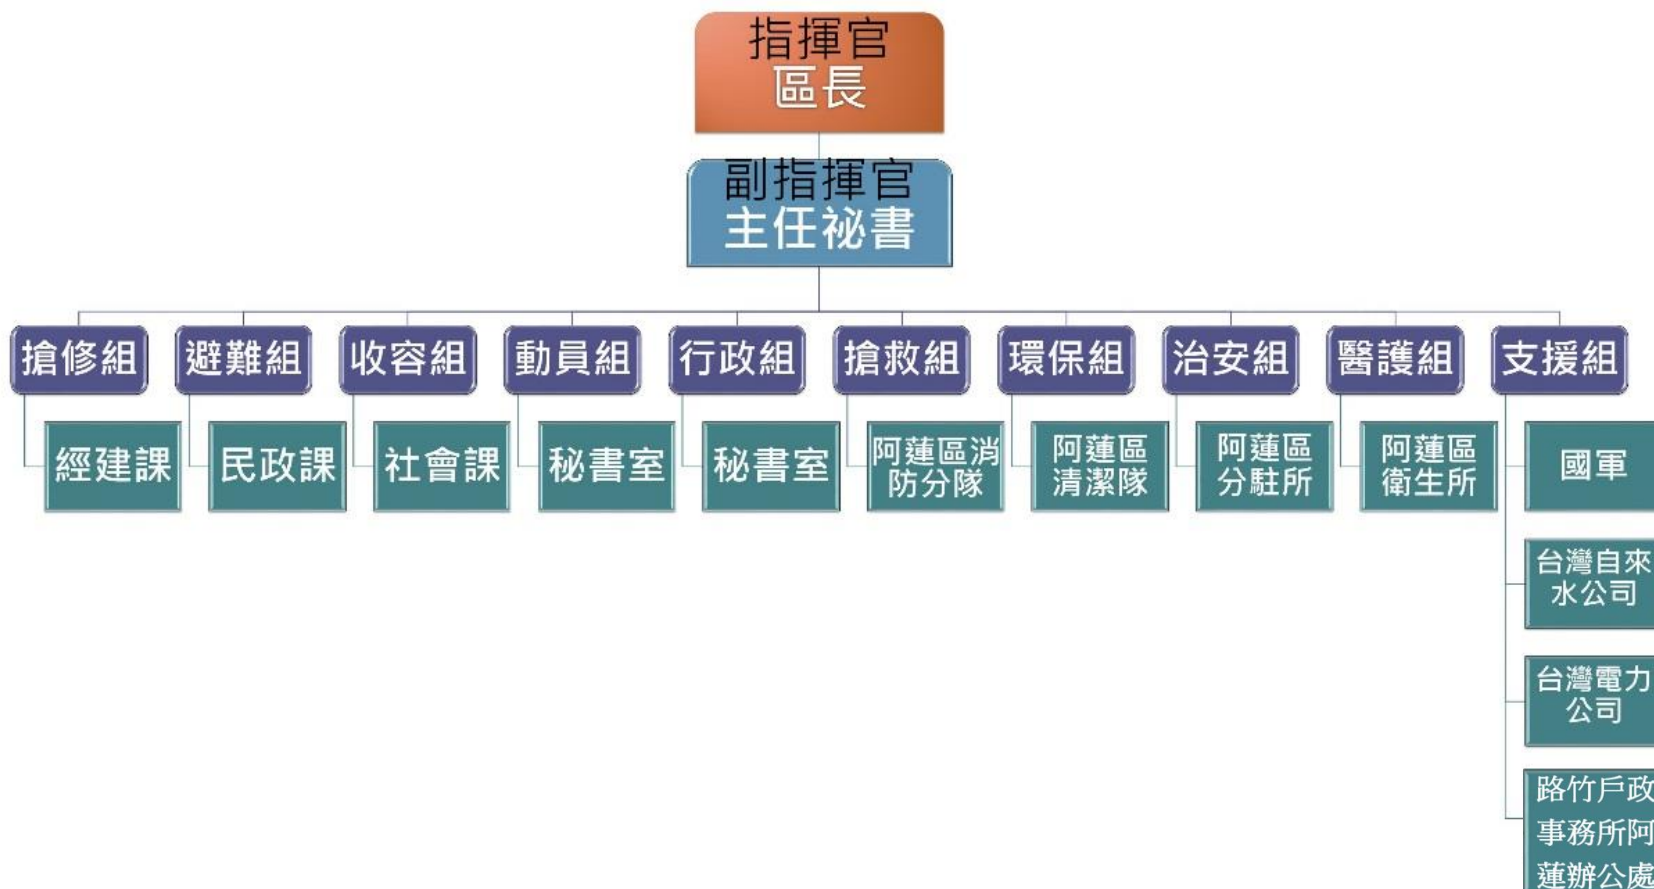 指揮官
區長
副指揮官
主任祕書
搶修組
避難組
收容組
動員組
行政組
搶救組
環保組
治安組
醫護組
支援組
經建課
民政課
社會課
秘書室
秘書室
阿蓮區消
防分隊
阿蓮區
清潔隊
阿蓮區
分駐所
阿蓮區
衛生所
國軍
台灣自來
水公司
台灣電力
公司
路竹戶政
事務所阿
蓮辦公處